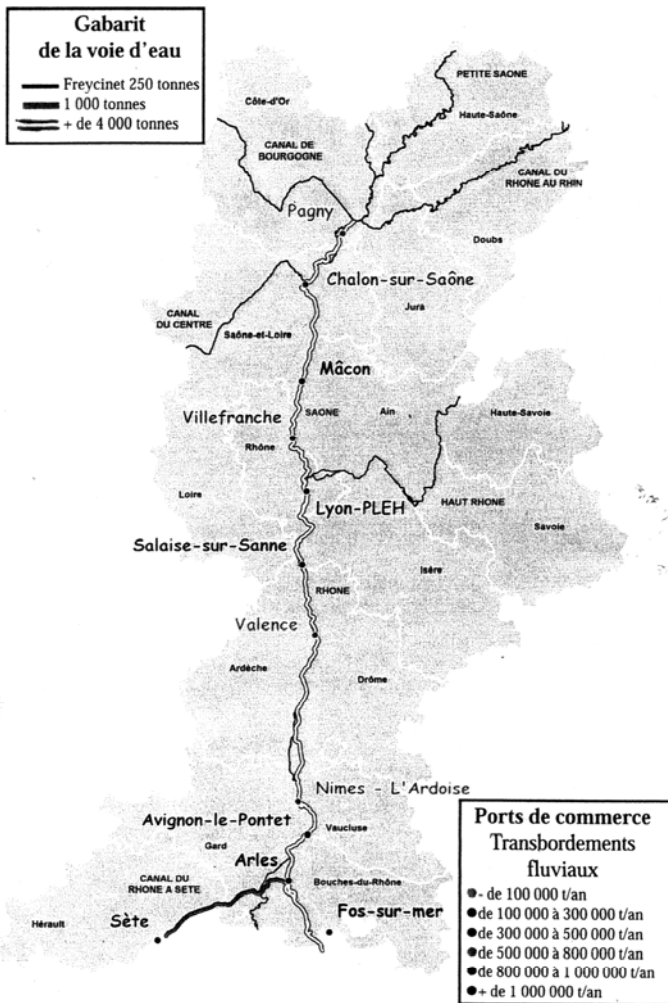 Gabarit
de la voie d'eau
Freycinet 250 tonnes
1 000 tonnes
+ de 4 000 tonnes
PETITE SAONE
Côte-d'Or
Haute-Saône
CANAL DE
BOURGOGNE
CANAL DU
RHONE AU RHIN
Pagny
Doubs
Chalon-sur-Saône
Jura
CANAL
DU CENTRE
Saône-et-Loire
Mâcon
Villefranche
SAONE
Ain
Haute-Savoie
Rhône
Loire
Lyon-PLEH
HAUT RHONE
Savoie
Salaise-sur-Sanne
Isère
RHONE
Valence
Ardèche
Drôme
Nimes - L'Ardoise
Avignon-le-Pontet
Vaucluse
Gard
Arles
CANAL DU
RHONE A SETE
Bouches-du-Rhône
Hérault
Sète
Fos-sur-mer
Ports de commerce
Transbordements
fluviaux
- de 100 000 t/an
de 100 000 à 300 000 t/an
de 300 000 à 500 000 t/an
de 500 000 à 800 000 t/an
de 800 000 à 1 000 000 t/an
+ de 1 000 000 t/an